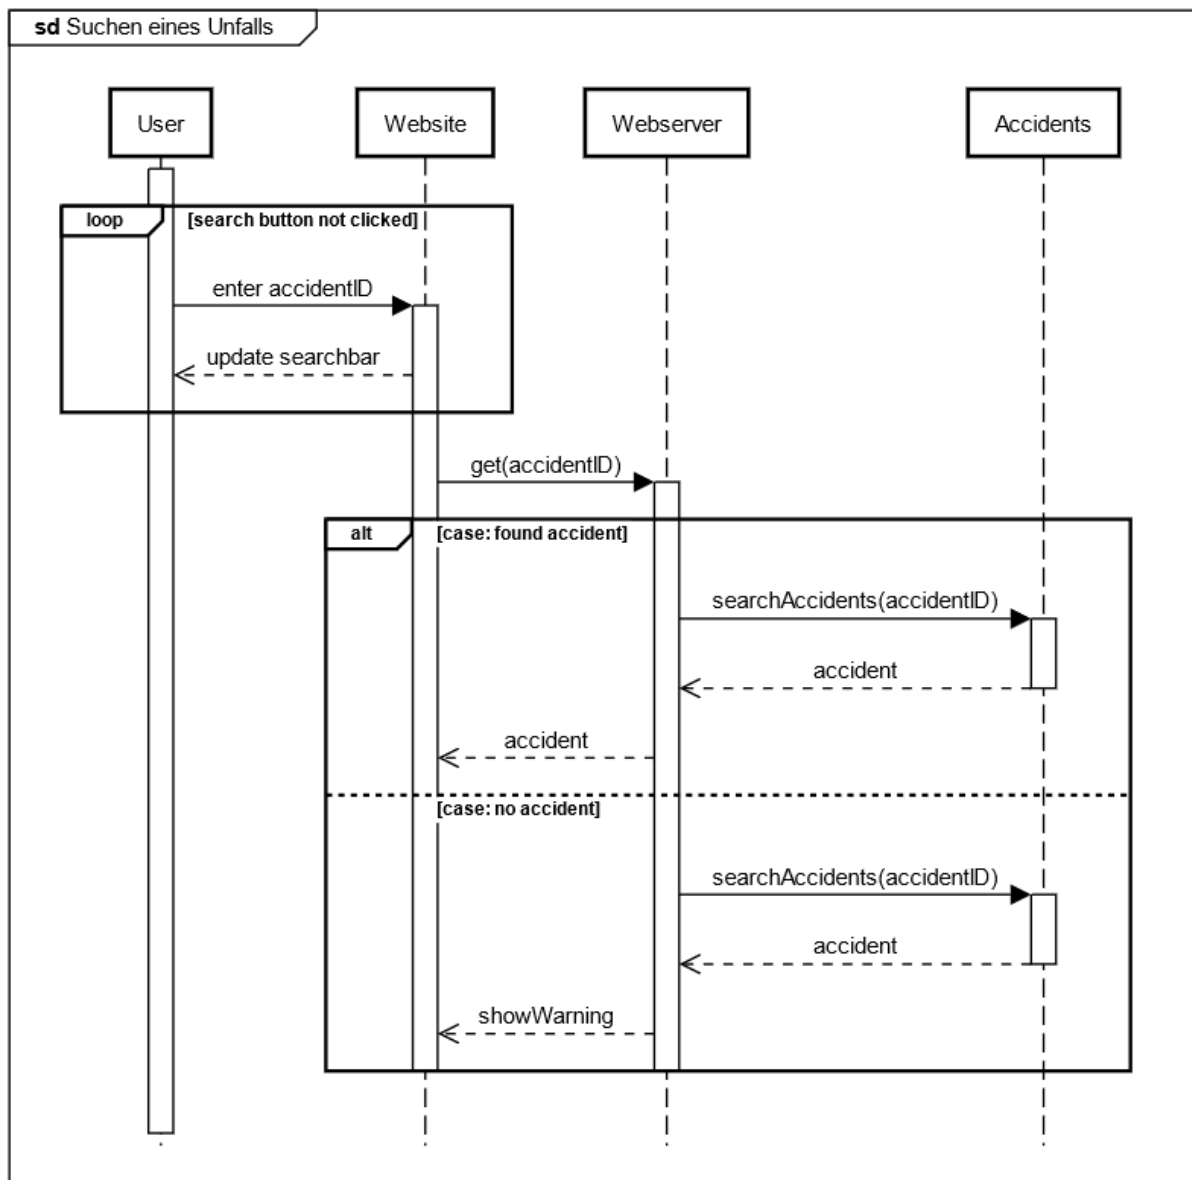 sd Suchen eines Unfalls
User
Website
Webserver
Accidents
loop
[search button not clicked]
enter accidentID
update searchbar
get(accidentID)
alt
[case: found accident]
searchAccidents(accidentID)
accident
accident
[case: no accident]
searchAccidents(accidentID)
accident
showWarning